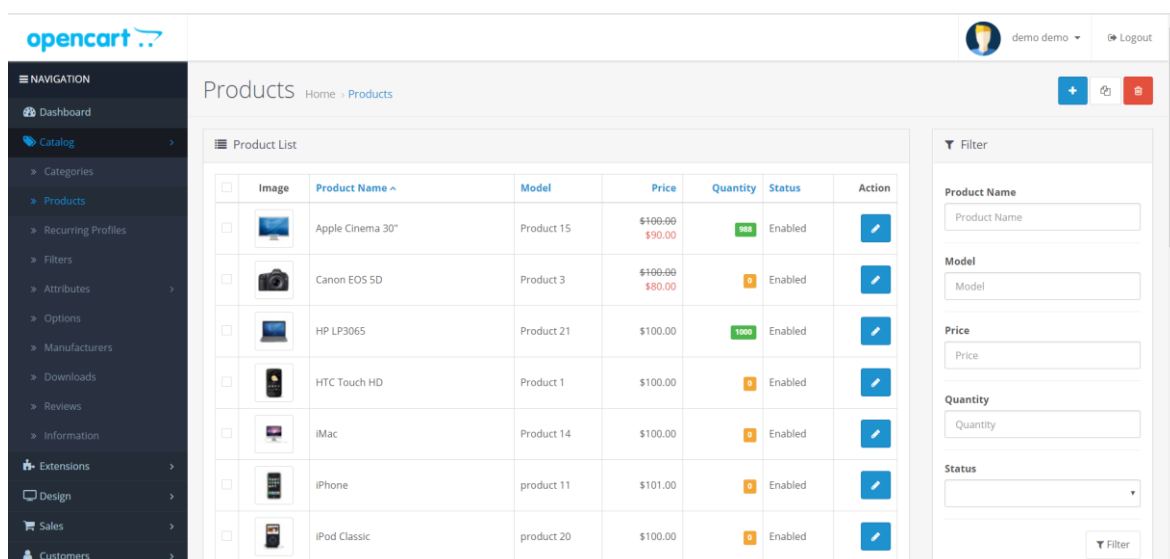 opencart
demo demo
Logout
NAVIGATION
Dashboard
Catalog
» Categories
» Products
» Recurring Profiles
» Filters
» Attributes
» Options
» Manufacturers
» Downloads
» Reviews
» Information
Extensions
Design
Sales
Customers
Products Home › Products
Product List
Image Product Name Model Price Quantity Status Action
Apple Cinema 30" Product 15 $100.00 $90.00 988 Enabled
Canon EOS 5D Product 3 $100.00 $80.00 0 Enabled
HP LP3065 Product 21 $100.00 1000 Enabled
HTC Touch HD Product 1 $100.00 0 Enabled
iMac Product 14 $100.00 0 Enabled
iPhone product 11 $101.00 0 Enabled
iPod Classic product 20 $100.00 0 Enabled
Filter
Product Name
Product Name
Model
Model
Price
Price
Quantity
Quantity
Status
Filter